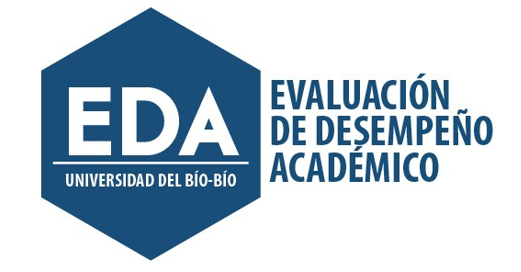 EDA
UNIVERSIDAD DEL BÍO-BÍO
EVALUACIÓN
DE DESEMPEÑO
ACADÉMICO